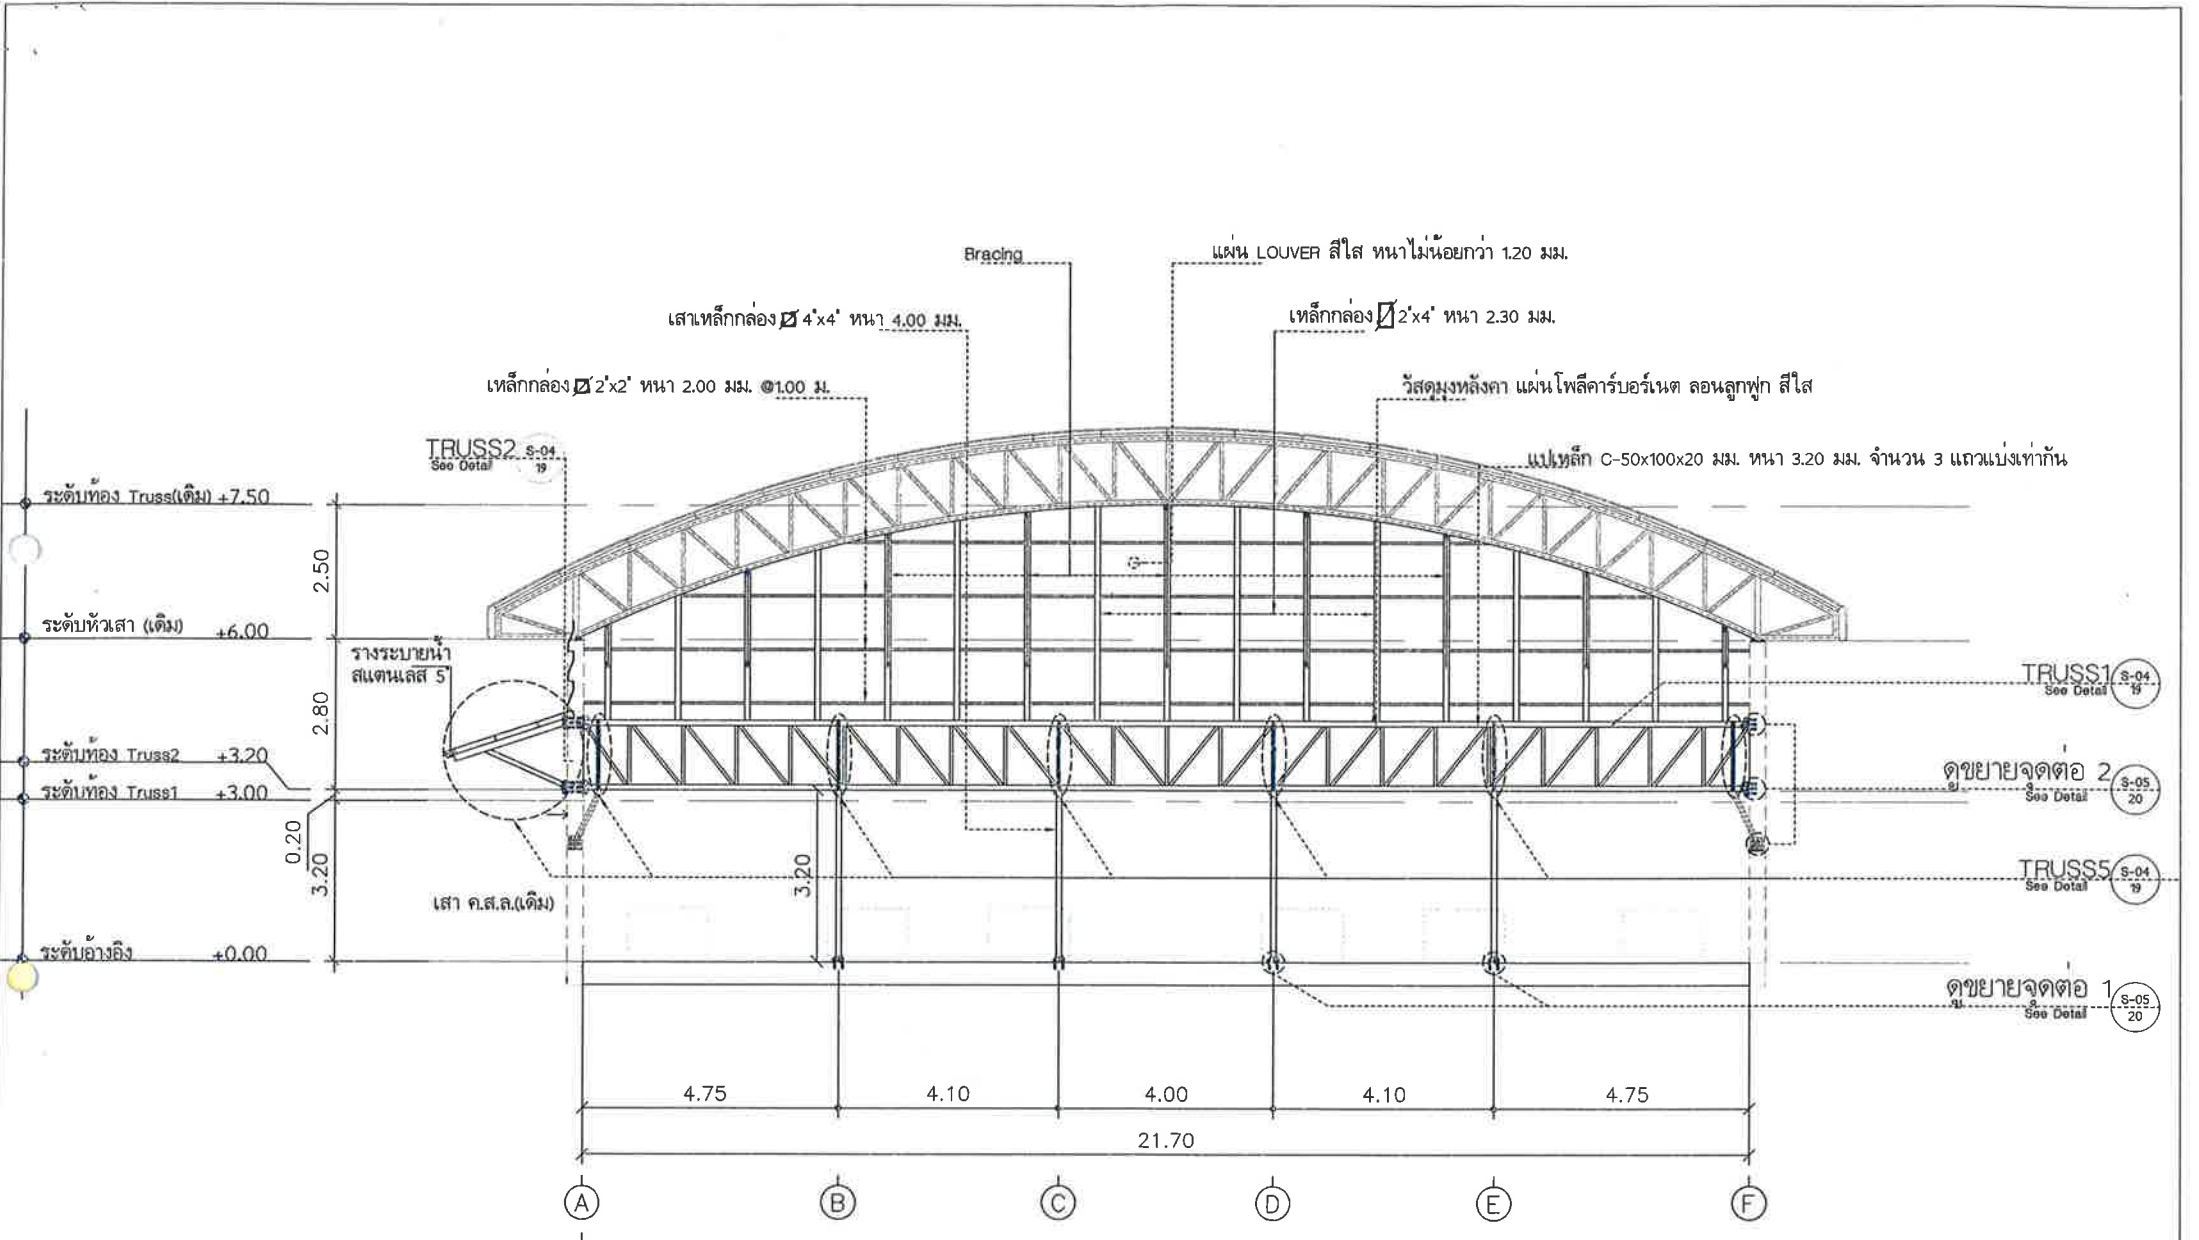 Bracing
แผ่น LOUVER สีใส หนาไม่น้อยกว่า 1.20 มม.
เสาเหล็กกล่อง 4"x4" หนา 4.00 มม.
เหล็กกล่อง 2"x4" หนา 2.30 มม.
เหล็กกล่อง 2"x2" หนา 2.00 มม. @1.00 ม.
วัสดุมุงหลังคา แผ่นโพลีคาร์บอร์เนต ลอนลูกฟูก สีใส
TRUSS2 S-04
See Detail 19
แปเหล็ก C-50x100x20 มม. หนา 3.20 มม. จำนวน 3 แถวแบ่งเท่ากัน
ระดับท้อง Truss(เดิม) +7.50
2.50
ระดับหัวเสา (เดิม) +6.00
รางระบายน้ำ
สแตนเลส 5"
2.80
TRUSS1 S-04
See Detail 19
ระดับท้อง Truss2 +3.20
ระดับท้อง Truss1 +3.00
ดูขยายจุดต่อ 2 S-05
See Detail 20
0.20
3.20
3.20
TRUSS5 S-04
See Detail 19
เสา ค.ส.ล.(เดิม)
ระดับอ้างอิง +0.00
ดูขยายจุดต่อ 1 S-05
See Detail 20
4.75 4.10 4.00 4.10 4.75
21.70
A B C D E F